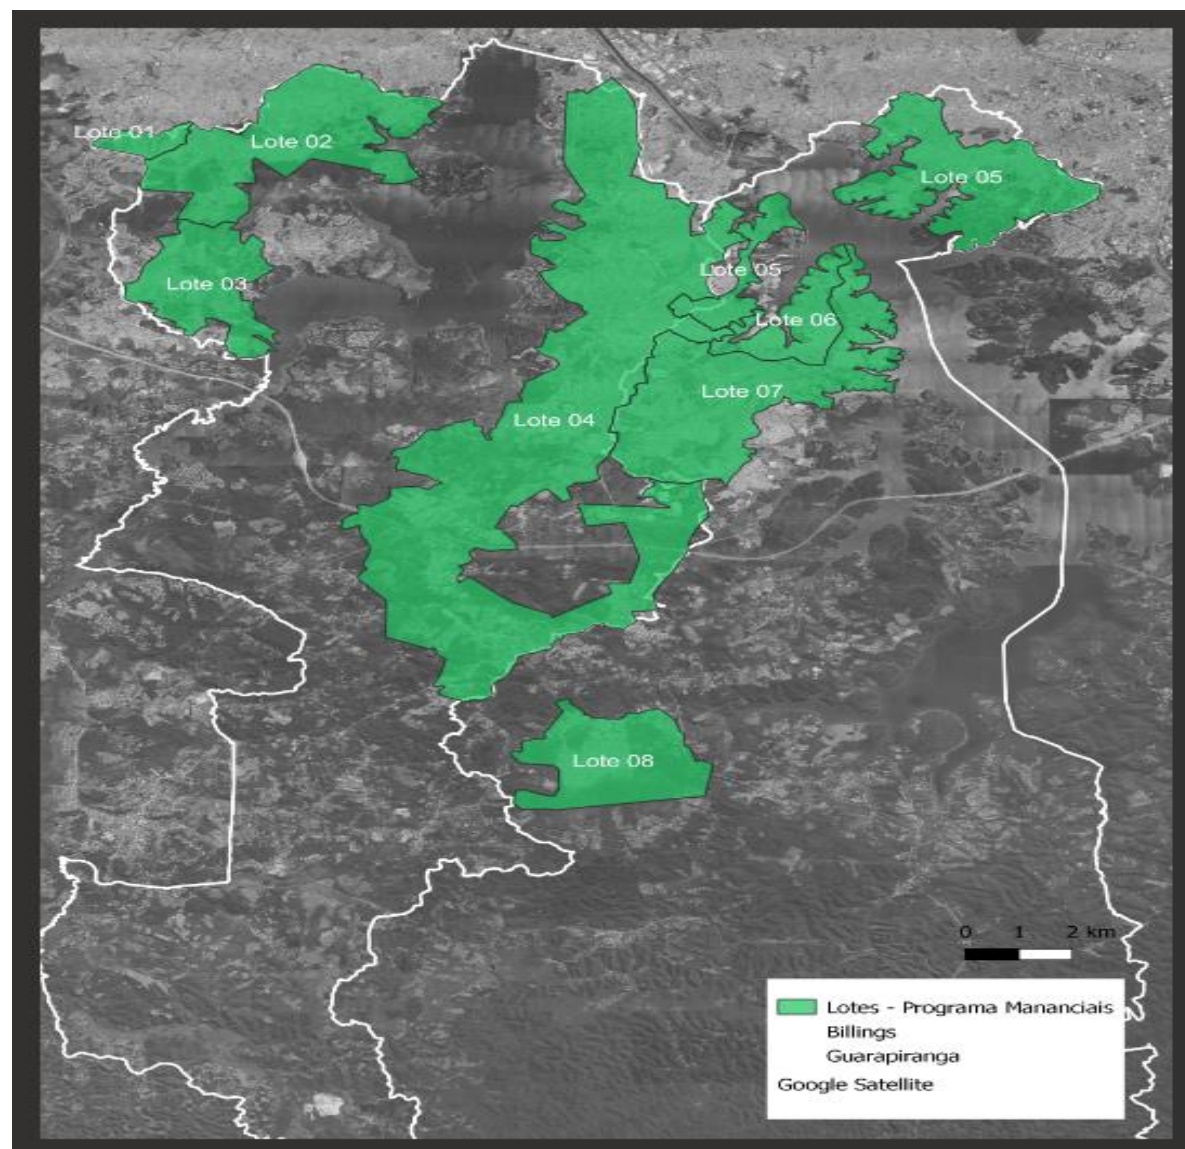 Lote 01
Lote 02
Lote 05
Lote 03
Lote 05
Lote 06
Lote 07
Lote 04
Lote 08
0 1 2 km
Lotes - Programa Mananciais
Billings
Guarapiranga
Google Satellite